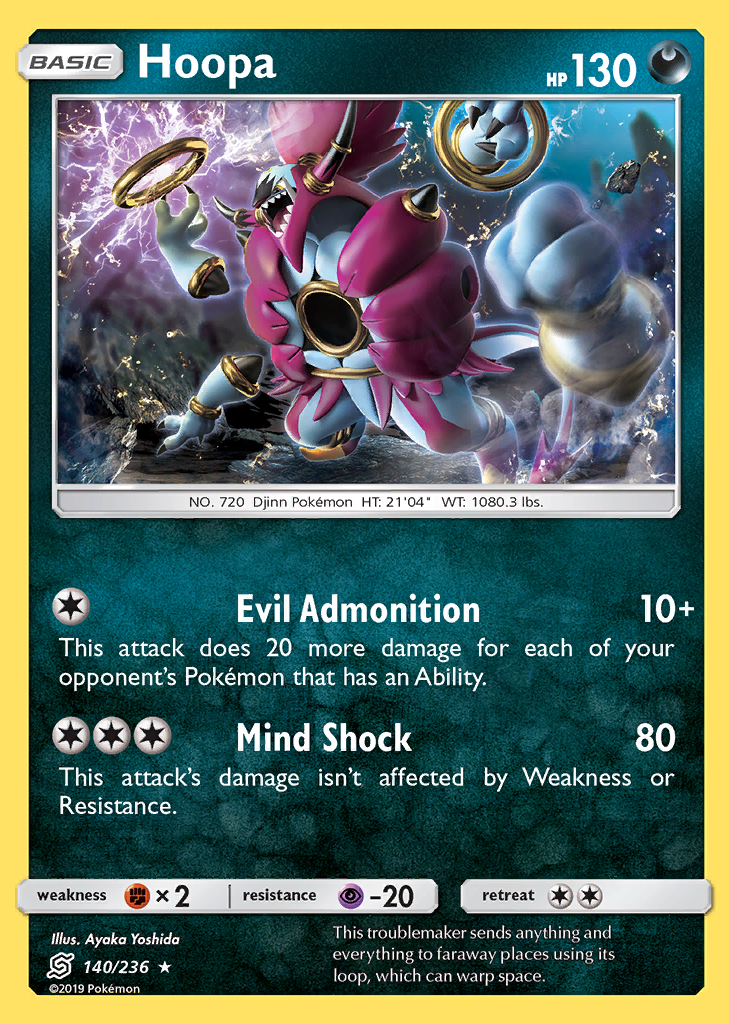 BASIC Hoopa HP 130
NO. 720 Djinn Pokémon HT: 21'04" WT: 1080.3 lbs.
Evil Admonition 10+
This attack does 20 more damage for each of your
opponent's Pokémon that has an Ability.
Mind Shock 80
This attack's damage isn't affected by Weakness or
Resistance.
weakness ×2 resistance -20 retreat
Illus. Ayaka Yoshida
140/236
©2019 Pokémon
This troublemaker sends anything and
everything to faraway places using its
loop, which can warp space.